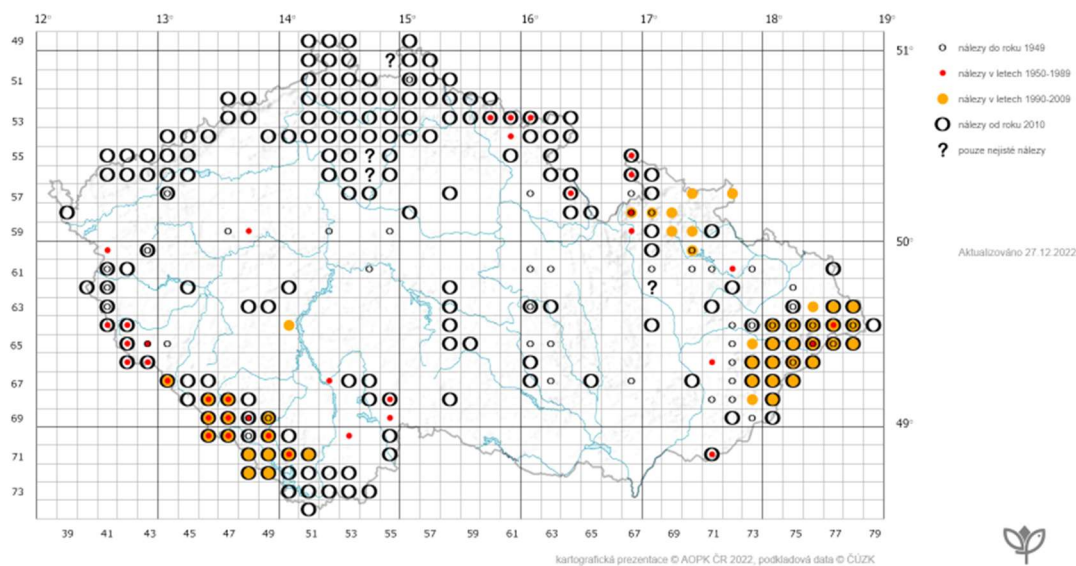 12° 13° 14° 15° 16° 17° 18° 19°
49
51° nálezy do roku 1949
?
51
nálezy v letech 1950-1989
nálezy v letech 1990-2009
53
nálezy od roku 2010
55 ?
? pouze nejisté nálezy
?
57
59
50°
Aktualizováno 27.12.2022
61
?
63
65
67
69
49°
71
73
39 41 43 45 47 49 51 53 55 57 59 61 63 65 67 69 71 73 75 77 79
kartografická prezentace © AOPK ČR 2022, podkladová data © ČÚZK